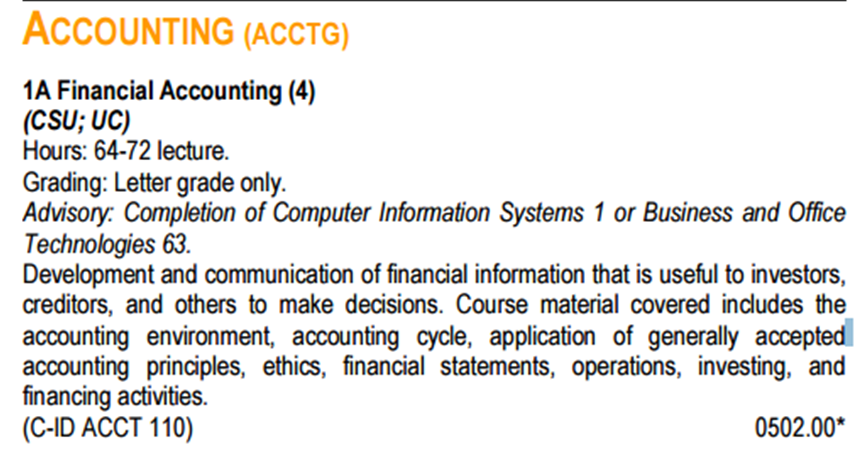 ACCOUNTING (ACCTG)
1A Financial Accounting (4)
(CSU; UC)
Hours: 64-72 lecture.
Grading: Letter grade only.
Advisory: Completion of Computer Information Systems 1 or Business and Office
Technologies 63.
Development and communication of financial information that is useful to investors,
creditors, and others to make decisions. Course material covered includes the
accounting environment, accounting cycle, application of generally accepted
accounting principles, ethics, financial statements, operations, investing, and
financing activities.
(C-ID ACCT 110) 0502.00*